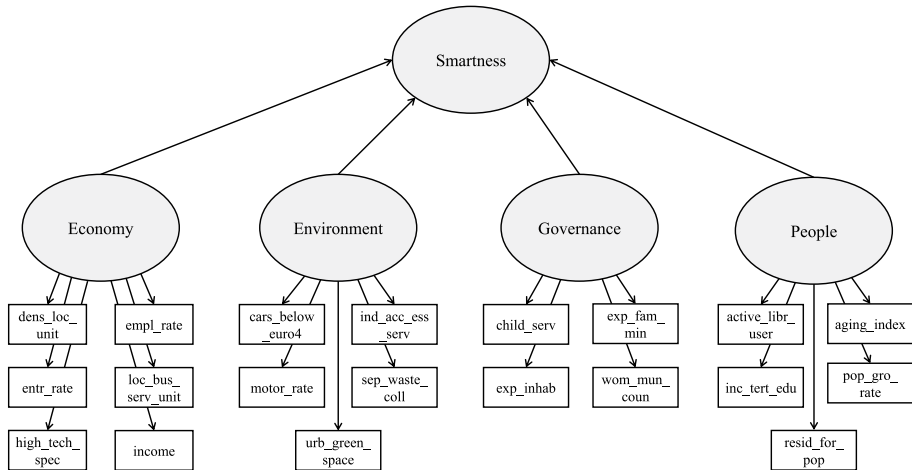 Smartness
Economy
Environment
Governance
People
dens_loc_
unit
empl_rate
cars_below
_euro4
ind_acc_ess
_serv
child_serv
exp_fam_
min
active_libr_
user
aging_index
entr_rate
loc_bus_
serv_unit
motor_rate
sep_waste_
coll
exp_inhab
wom_mun_
coun
inc_tert_edu
pop_gro_
rate
high_tech_
spec
income
urb_green_
space
resid_for_
pop